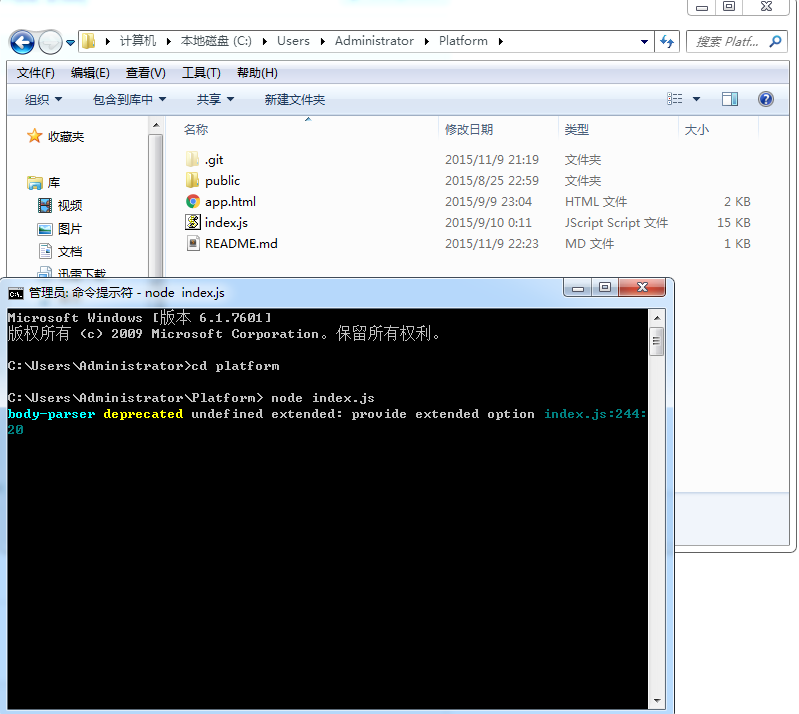 计算机 本地磁盘 (C:) Users Administrator Platform 搜索 Platf...
文件(F) 编辑(E) 查看(V) 工具(T) 帮助(H)
组织 包含到库中 共享 新建文件夹
收藏夹
库
视频
图片
文档
迅雷下载
名称 修改日期 类型 大小
.git 2015/11/9 21:19 文件夹
public 2015/8/25 22:59 文件夹
app.html 2015/9/9 23:04 HTML 文件 2 KB
index.js 2015/9/10 0:11 JScript Script 文件 15 KB
README.md 2015/11/9 22:23 MD 文件 1 KB
管理员: 命令提示符 - node index.js
Microsoft Windows [版本 6.1.7601]
版权所有 (c) 2009 Microsoft Corporation。保留所有权利。
C:\Users\Administrator>cd platform
C:\Users\Administrator\Platform> node index.js
body-parser deprecated undefined extended: provide extended option index.js:244:
20